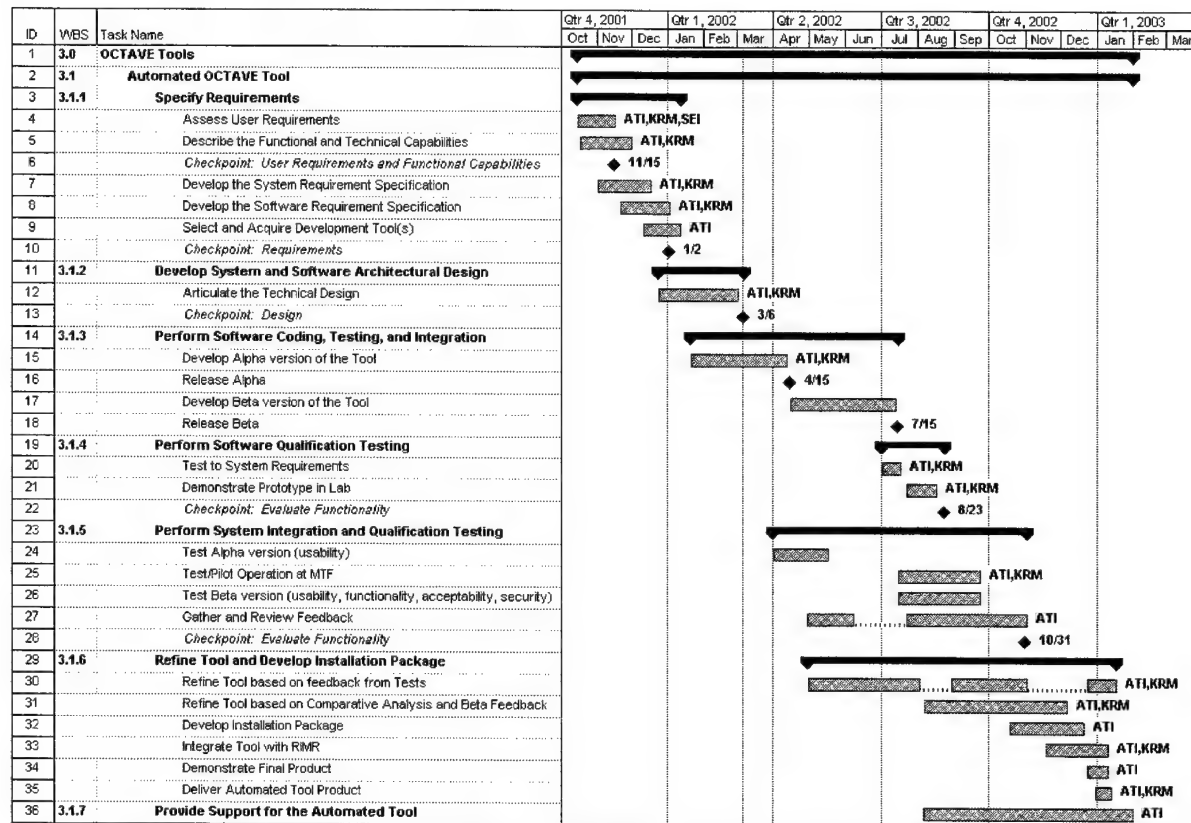 Qtr 4, 2001 Qtr 1, 2002 Qtr 2, 2002 Qtr 3, 2002 Qtr 4, 2002 Qtr 1, 2003
ID WBS Task Name Oct Nov Dec Jan Feb Mar Apr May Jun Jul Aug Sep Oct Nov Dec Jan Feb Mar
1 3.0 OCTAVE Tools
2 3.1 Automated OCTAVE Tool
3 3.1.1 Specify Requirements
4 Assess User Requirements ATI,KRM,SEI
5 Describe the Functional and Technical Capabilities ATI,KRM
6 Checkpoint: User Requirements and Functional Capabilities 11/15
7 Develop the System Requirement Specification ATI,KRM
8 Develop the Software Requirement Specification ATI,KRM
9 Select and Acquire Development Tool(s) ATI
10 Checkpoint: Requirements 1/2
11 3.1.2 Develop System and Software Architectural Design
12 Articulate the Technical Design ATI,KRM
13 Checkpoint: Design 3/6
14 3.1.3 Perform Software Coding, Testing, and Integration
15 Develop Alpha version of the Tool ATI,KRM
16 Release Alpha 4/15
17 Develop Beta version of the Tool
18 Release Beta 7/15
19 3.1.4 Perform Software Qualification Testing
20 Test to System Requirements ATI,KRM
21 Demonstrate Prototype in Lab ATI,KRM
22 Checkpoint: Evaluate Functionality 8/23
23 3.1.5 Perform System Integration and Qualification Testing
24 Test Alpha version (usability)
25 Test/Pilot Operation at MTF ATI,KRM
26 Test Beta version (usability, functionality, acceptability, security)
27 Gather and Review Feedback ATI
28 Checkpoint: Evaluate Functionality 10/31
29 3.1.6 Refine Tool and Develop Installation Package
30 Refine Tool based on feedback from Tests ATI,KRM
31 Refine Tool based on Comparative Analysis and Beta Feedback ATI,KRM
32 Develop Installation Package ATI
33 Integrate Tool with RIMR ATI,KRM
34 Demonstrate Final Product ATI
35 Deliver Automated Tool Product ATI,KRM
36 3.1.7 Provide Support for the Automated Tool ATI